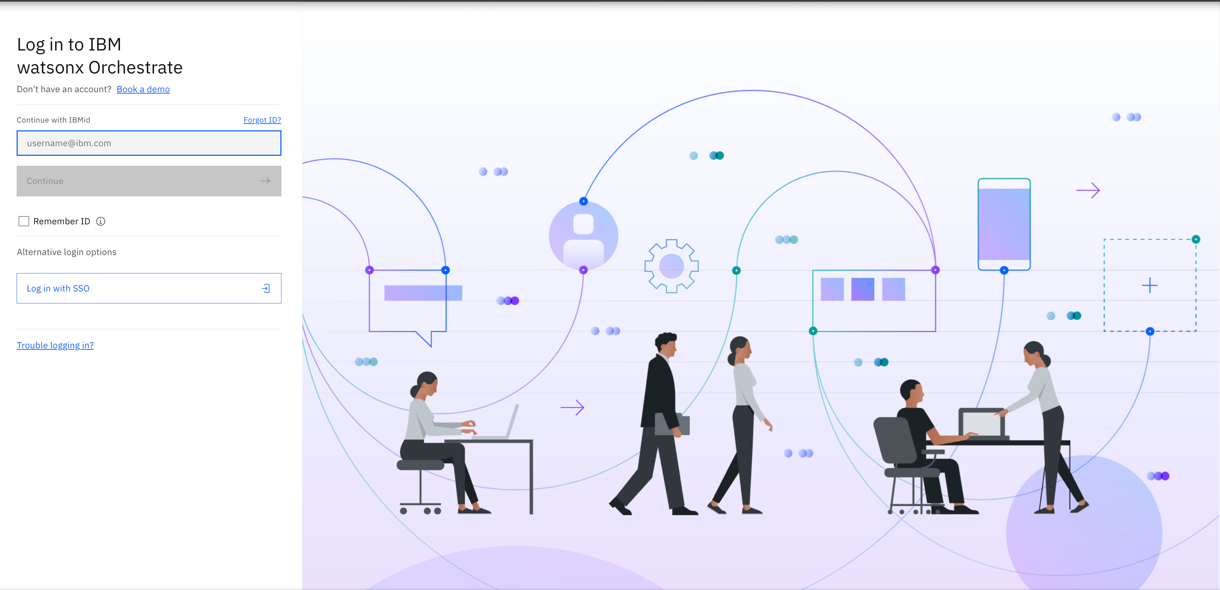 Log in to IBM
watsonx Orchestrate
Don't have an account? Book a demo
Continue with IBMid Forgot ID?
username@ibm.com
Continue
Remember ID
Alternative login options
Log in with SSO
Trouble logging in?